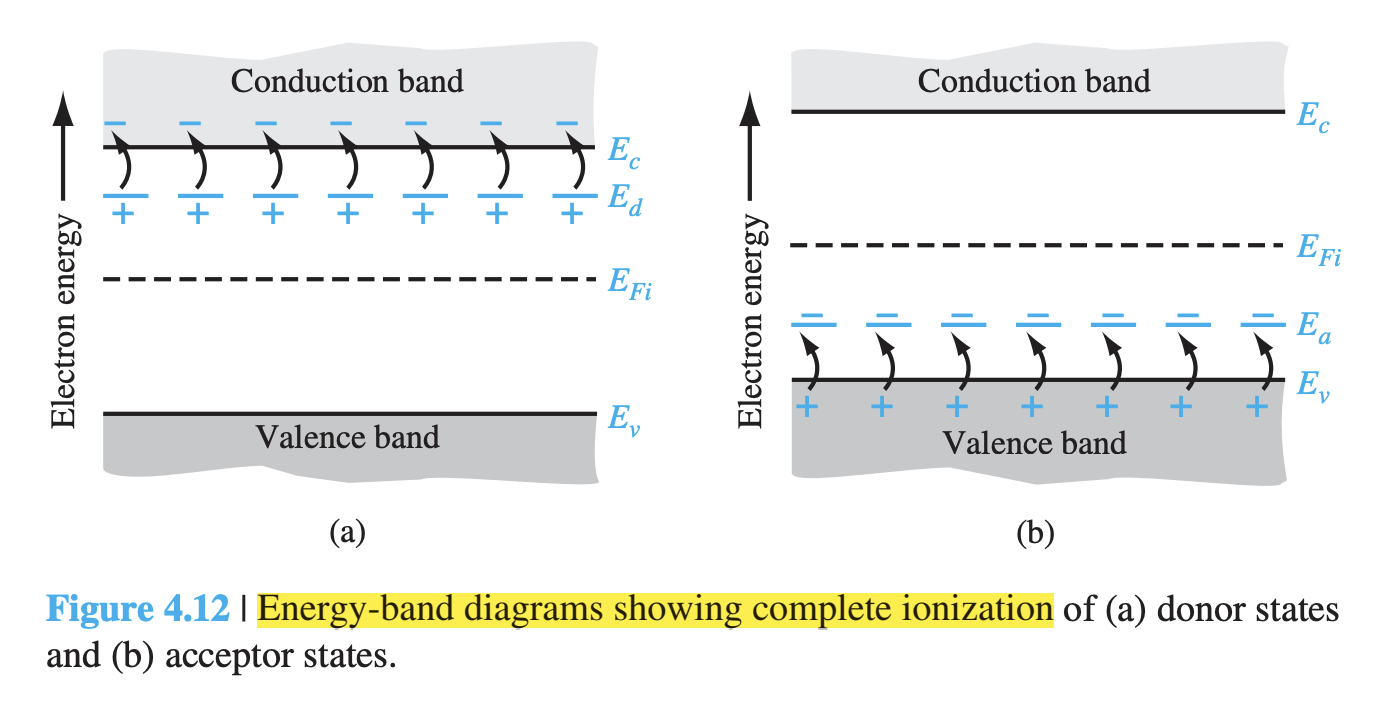 Conduction band
− − − − − − −
E_c
E_d
+ + + + + + +
E_Fi
E_v
Valence band
Electron energy
(a)
Conduction band
E_c
E_Fi
− − − − − − −
E_a
E_v
+ + + + + + +
Valence band
Electron energy
(b)
Figure 4.12 | Energy-band diagrams showing complete ionization of (a) donor states
and (b) acceptor states.